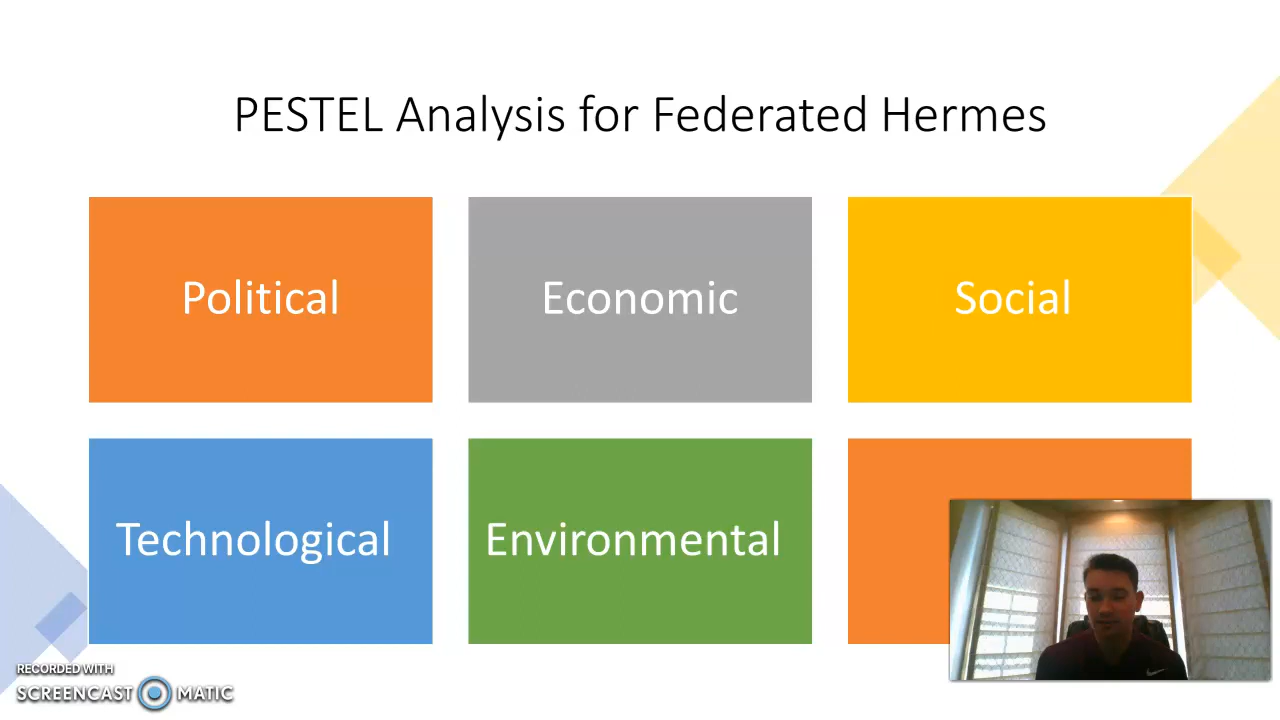 PESTEL Analysis for Federated Hermes
Political
Economic
Social
Technological
Environmental
RECORDED WITH
SCREENCAST MATIC